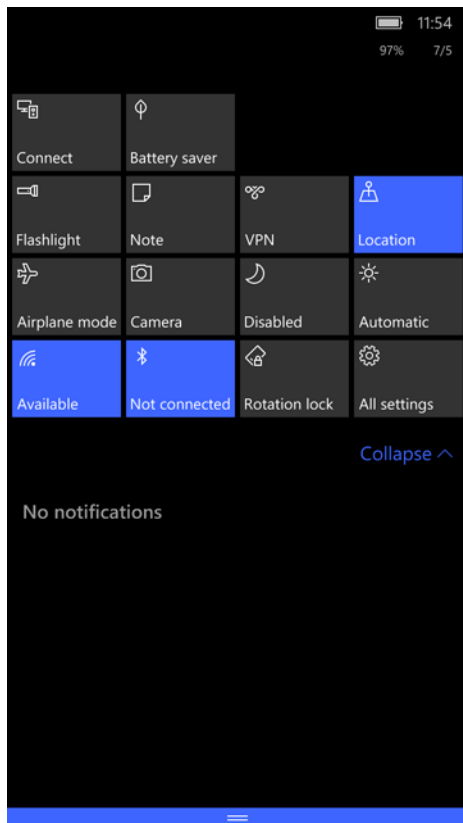 11:54
97% 7/5
Connect Battery saver
Flashlight Note VPN Location
Airplane mode Camera Disabled Automatic
Available Not connected Rotation lock All settings
Collapse
No notifications